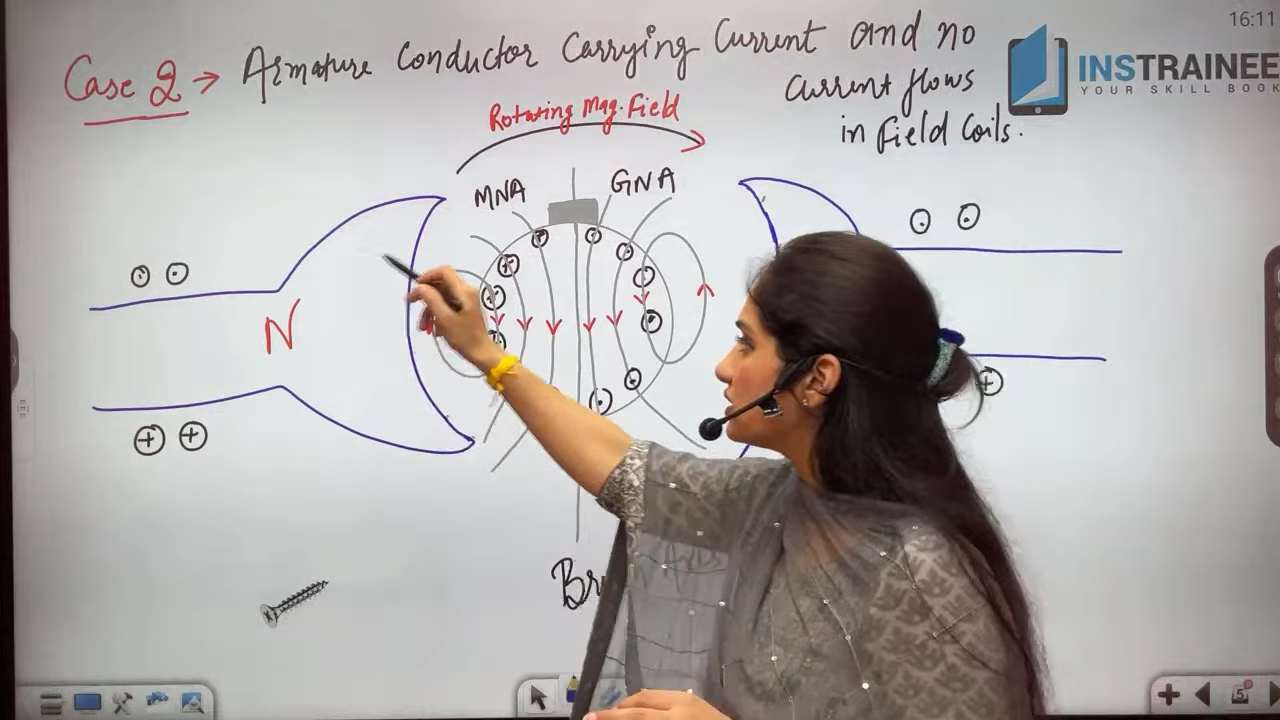 16:11
Case 2 → Armature Conductor Carrying Current and no
Current flows
in Field Coils.
INSTRAINEE
YOUR SKILL BOOK
Rotating Mag. Field
MNA
GNA
N
5